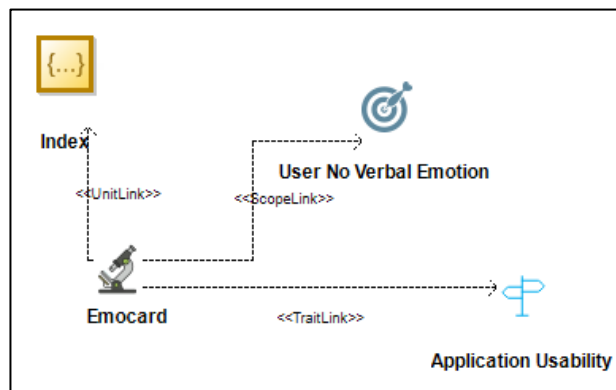 {...}
Index
User No Verbal Emotion
<<UnitLink>>
<<ScopeLink>>
Emocard
<<TraitLink>>
Application Usability